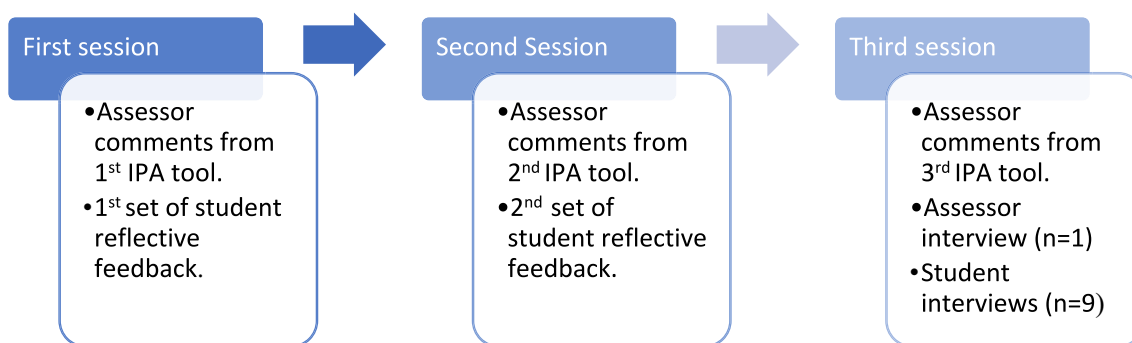 First session
•Assessor
comments from
1st IPA tool.
•1st set of student
reflective
feedback.
Second Session
•Assessor
comments from
2nd IPA tool.
•2nd set of
student reflective
feedback.
Third session
•Assessor
comments from
3rd IPA tool.
•Assessor
interview (n=1)
•Student
interviews (n=9)